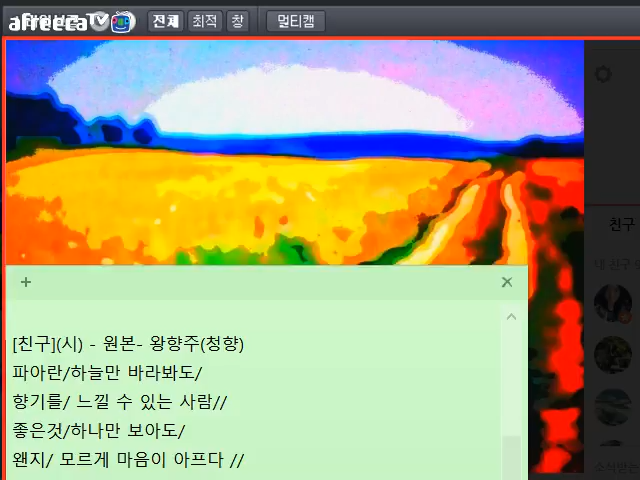 afreeca TV
전체 최적 창 멀티캠
친구
[친구](시) - 원본- 왕향주(청향)
파아란/하늘만 바라봐도/
향기를/ 느낄 수 있는 사람//
좋은것/하나만 보아도/
왠지/ 모르게 마음이 아프다 //